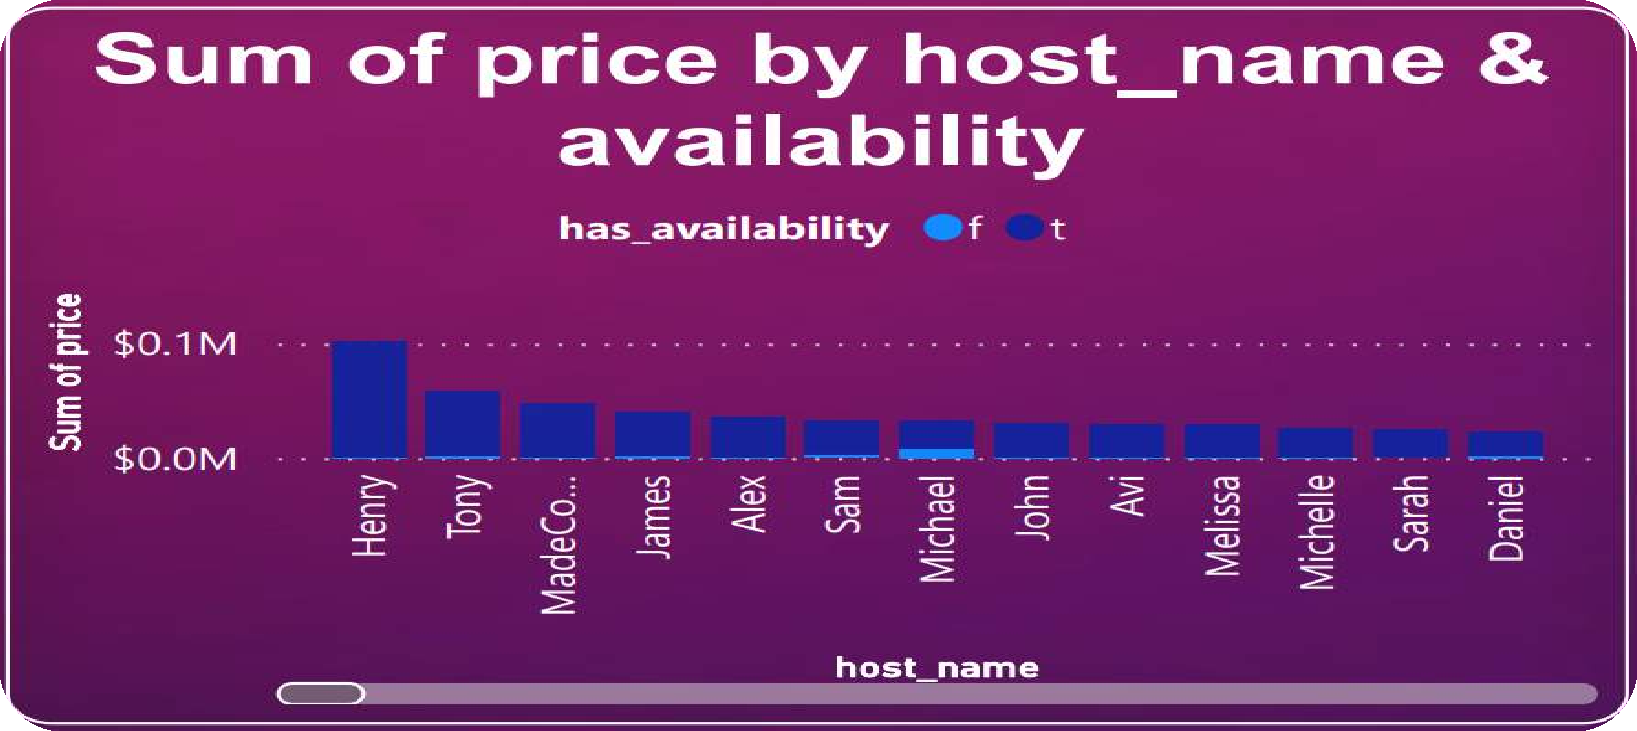 Sum of price by host_name &
availability
has_availability f t
Sum of price
$0.1M
$0.0M
Henry
Tony
MadeCo...
James
Alex
Sam
Michael
John
Avi
Melissa
Michelle
Sarah
Daniel
host_name